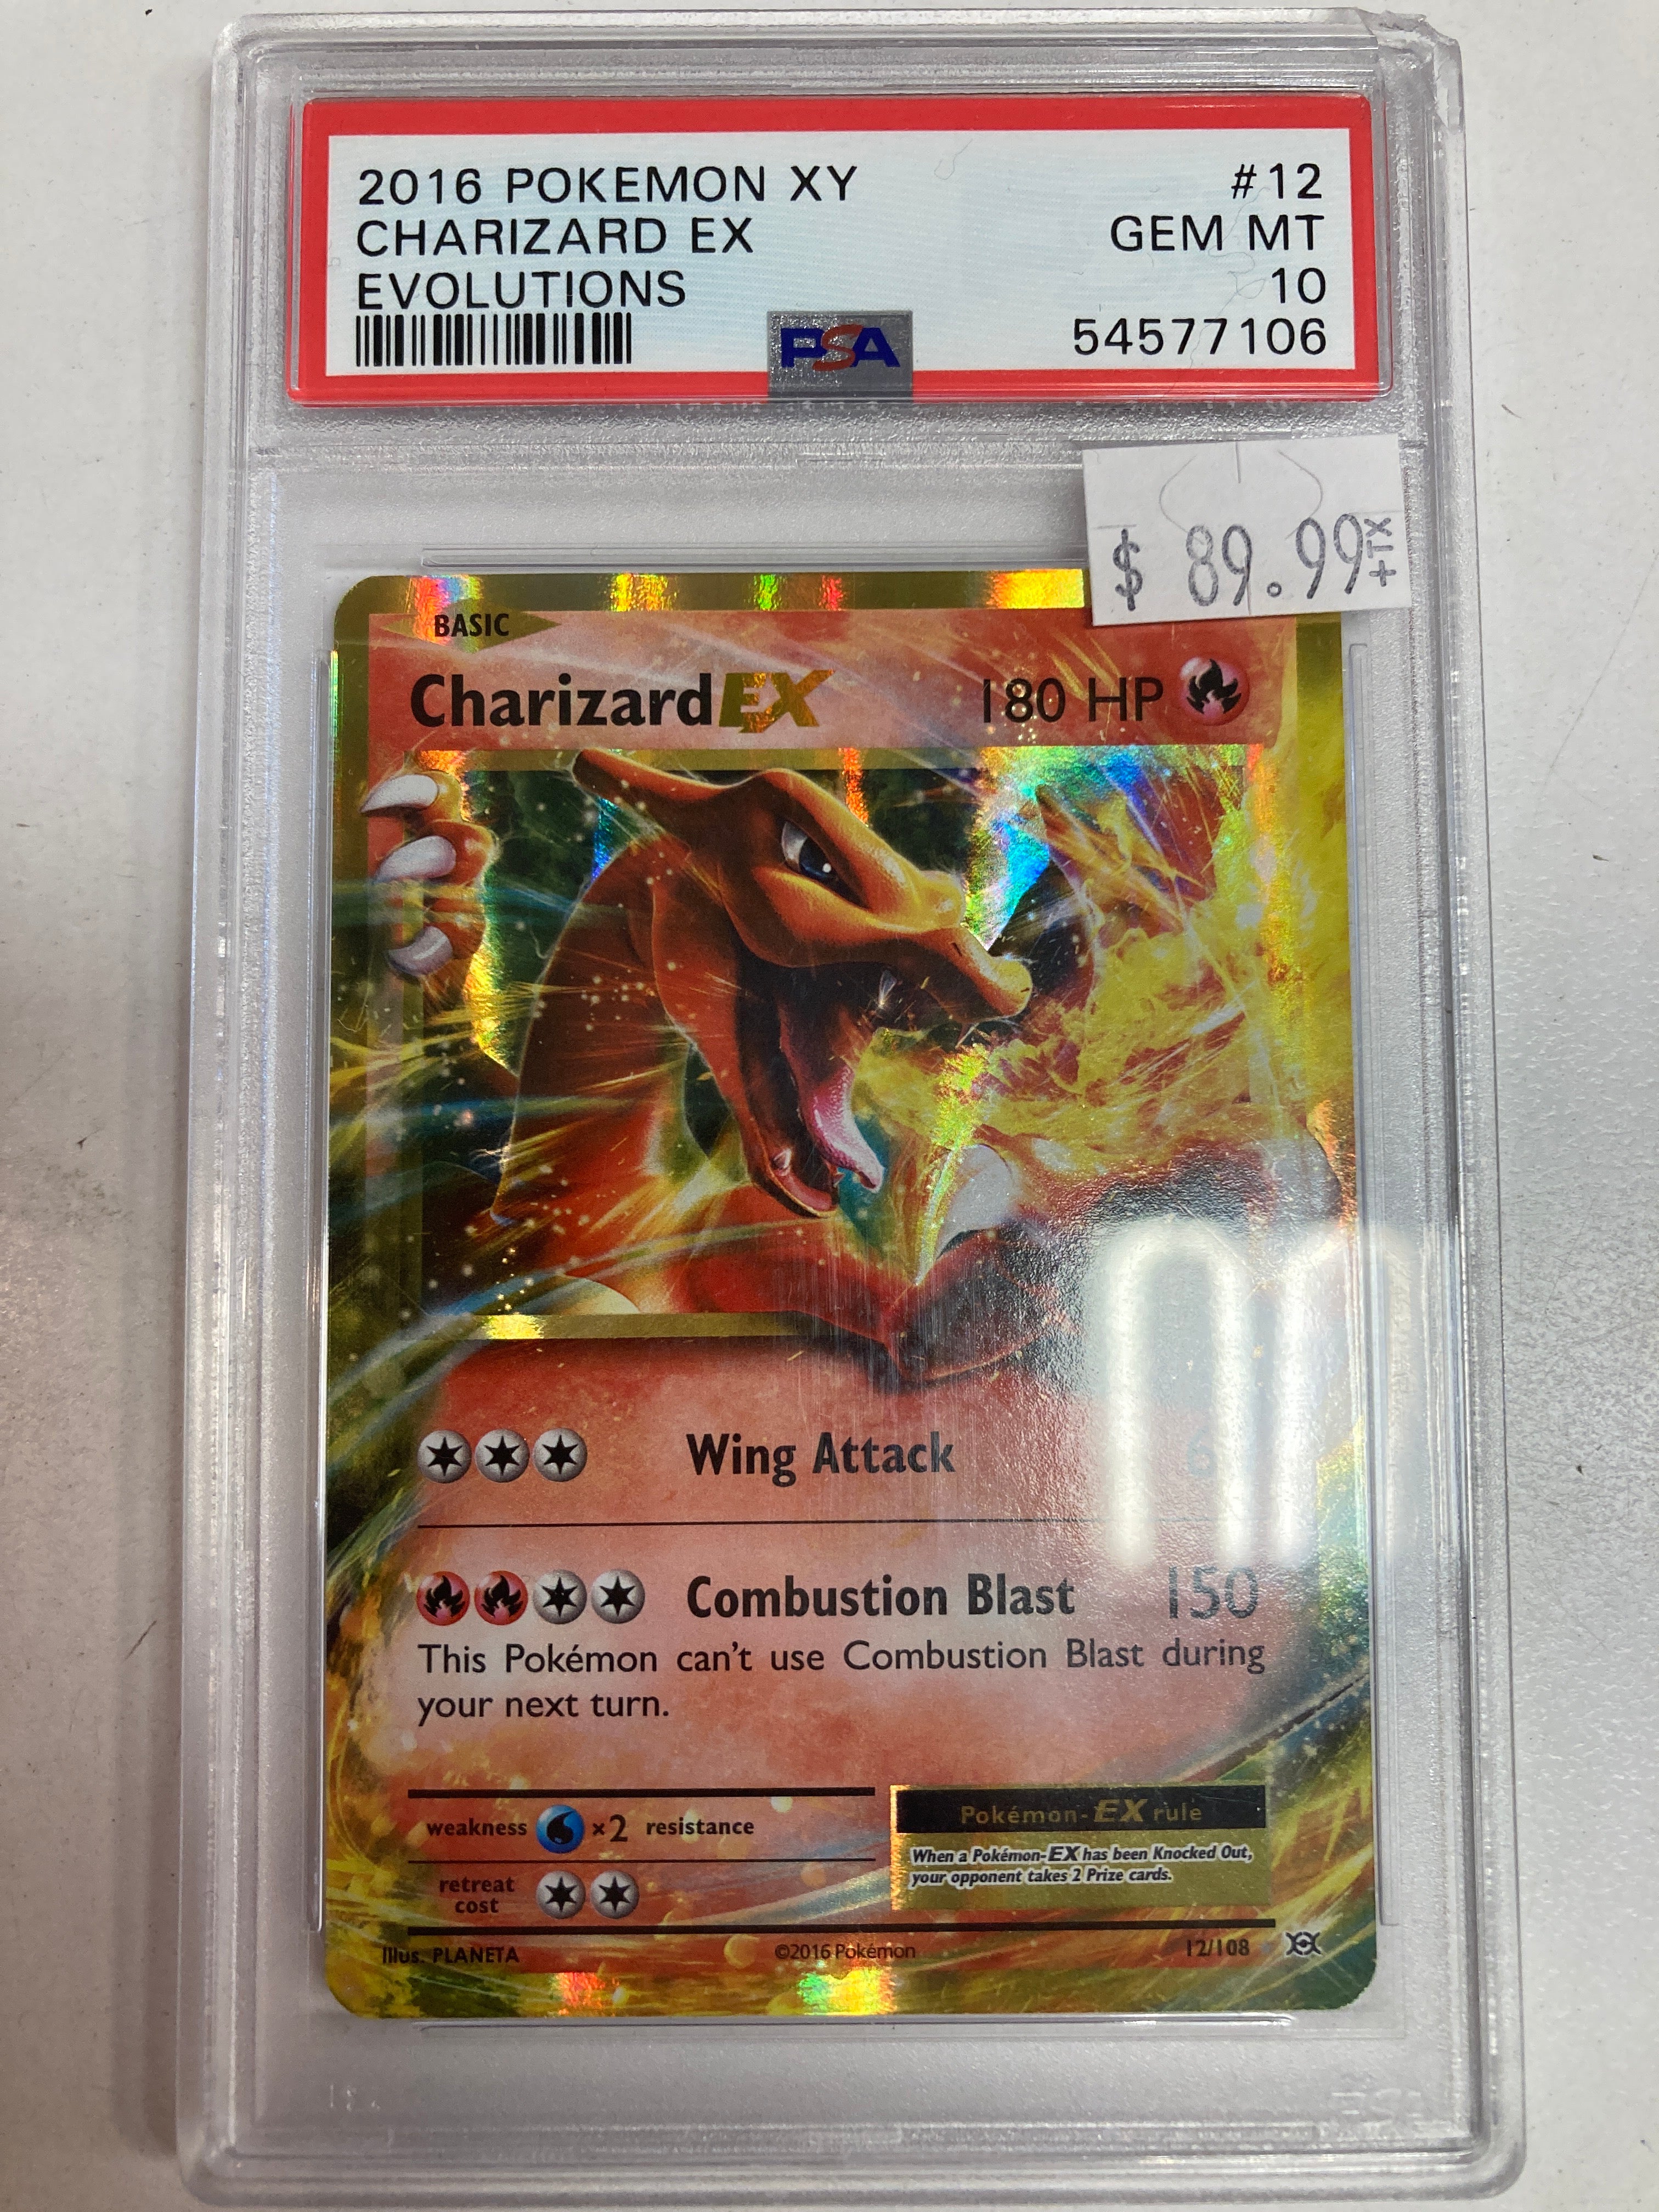 2016 POKEMON XY #12
CHARIZARD EX GEM MT
EVOLUTIONS 10
PSA 54577106
$ 89.99 +TX
BASIC
Charizard EX 180 HP
Wing Attack
Combustion Blast 150
This Pokémon can't use Combustion Blast during
your next turn.
weakness ×2 resistance
retreat
cost
Pokémon-EX rule
When a Pokémon-EX has been Knocked Out,
your opponent takes 2 Prize cards.
Illus. PLANETA ©2016 Pokémon 12/108